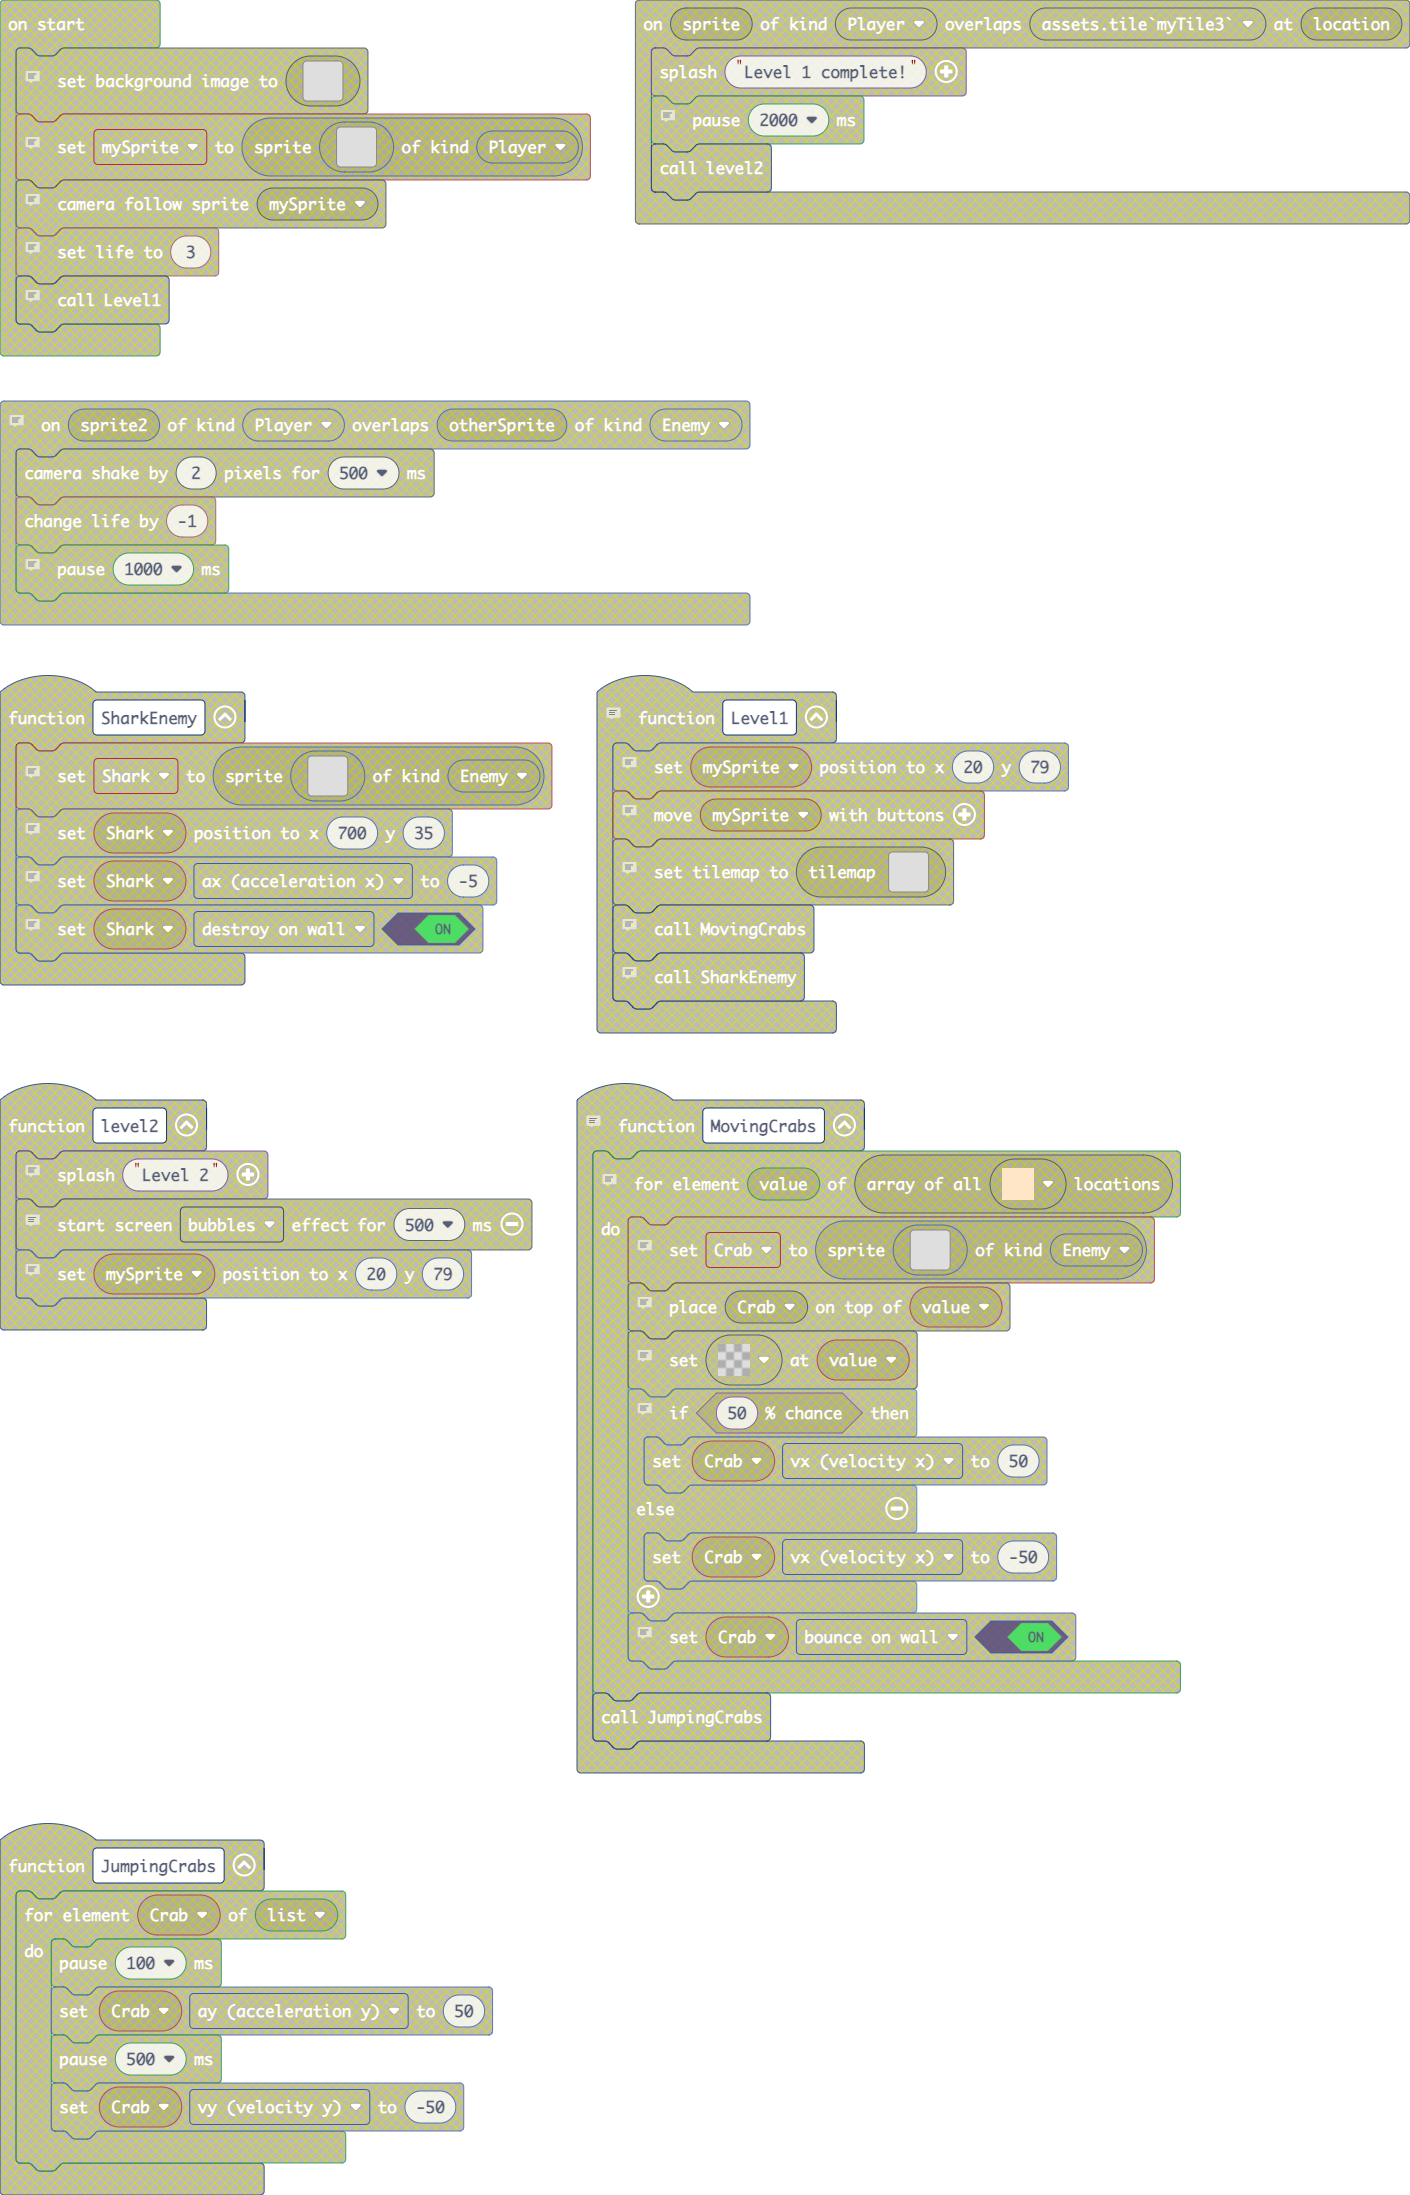 on start
set background image to
set mySprite to sprite of kind Player
camera follow sprite mySprite
set life to 3
call Level1
on sprite of kind Player overlaps assets.tile`myTile3` at location
splash "Level 1 complete!"
pause 2000 ms
call level2
on sprite2 of kind Player overlaps otherSprite of kind Enemy
camera shake by 2 pixels for 500 ms
change life by -1
pause 1000 ms
function SharkEnemy
set Shark to sprite of kind Enemy
set Shark position to x 700 y 35
set Shark ax (acceleration x) to -5
set Shark destroy on wall ON
function Level1
set mySprite position to x 20 y 79
move mySprite with buttons
set tilemap to tilemap
call MovingCrabs
call SharkEnemy
function level2
splash "Level 2"
start screen bubbles effect for 500 ms
set mySprite position to x 20 y 79
function MovingCrabs
for element value of array of all locations
do
set Crab to sprite of kind Enemy
place Crab on top of value
set at value
if 50 % chance then
set Crab vx (velocity x) to 50
else
set Crab vx (velocity x) to -50
set Crab bounce on wall ON
call JumpingCrabs
function JumpingCrabs
for element Crab of list
do
pause 100 ms
set Crab ay (acceleration y) to 50
pause 500 ms
set Crab vy (velocity y) to -50